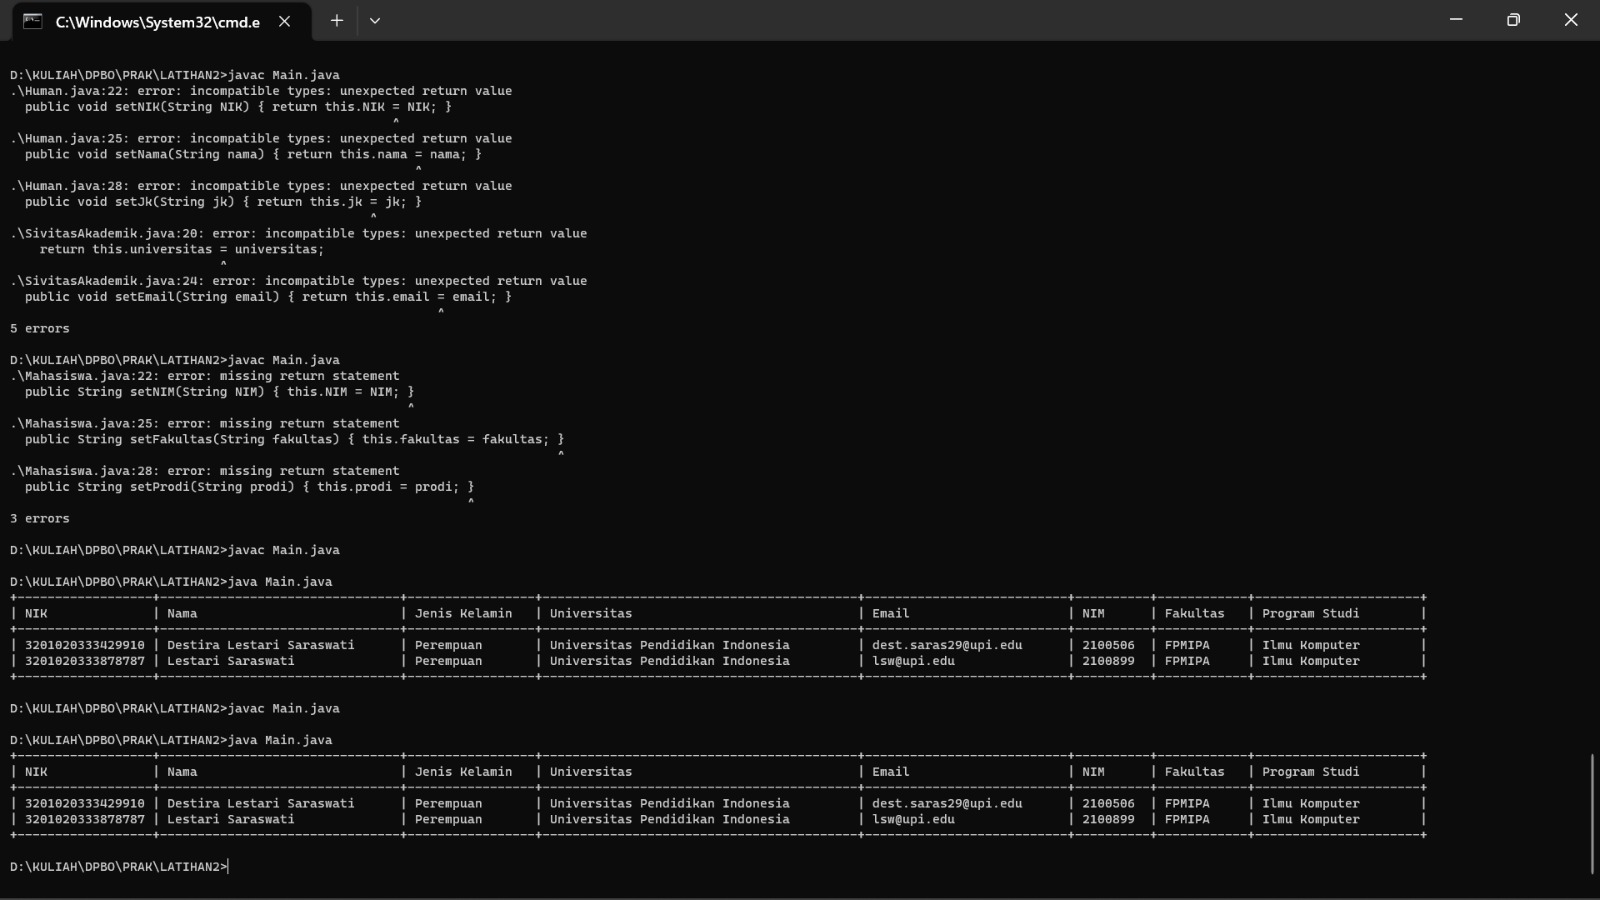 C:\Windows\System32\cmd.e
D:\KULIAH\DPBO\PRAK\LATIHAN2>javac Main.java
.\Human.java:22: error: incompatible types: unexpected return value
  public void setNIK(String NIK) { return this.NIK = NIK; }
                                                   ^
.\Human.java:25: error: incompatible types: unexpected return value
  public void setNama(String nama) { return this.nama = nama; }
                                                      ^
.\Human.java:28: error: incompatible types: unexpected return value
  public void setJk(String jk) { return this.jk = jk; }
                                                ^
.\SivitasAkademik.java:20: error: incompatible types: unexpected return value
    return this.universitas = universitas;
                            ^
.\SivitasAkademik.java:24: error: incompatible types: unexpected return value
  public void setEmail(String email) { return this.email = email; }
                                                         ^
5 errors
D:\KULIAH\DPBO\PRAK\LATIHAN2>javac Main.java
.\Mahasiswa.java:22: error: missing return statement
  public String setNIM(String NIM) { this.NIM = NIM; }
                                                     ^
.\Mahasiswa.java:25: error: missing return statement
  public String setFakultas(String fakultas) { this.fakultas = fakultas; }
                                                                         ^
.\Mahasiswa.java:28: error: missing return statement
  public String setProdi(String prodi) { this.prodi = prodi; }
                                                             ^
3 errors
D:\KULIAH\DPBO\PRAK\LATIHAN2>javac Main.java
D:\KULIAH\DPBO\PRAK\LATIHAN2>java Main.java
| NIK | Nama | Jenis Kelamin | Universitas | Email | NIM | Fakultas | Program Studi |
| 3201020333429910 | Destira Lestari Saraswati | Perempuan | Universitas Pendidikan Indonesia | dest.saras29@upi.edu | 2100506 | FPMIPA | Ilmu Komputer |
| 3201020333878787 | Lestari Saraswati | Perempuan | Universitas Pendidikan Indonesia | lsw@upi.edu | 2100899 | FPMIPA | Ilmu Komputer |
D:\KULIAH\DPBO\PRAK\LATIHAN2>javac Main.java
D:\KULIAH\DPBO\PRAK\LATIHAN2>java Main.java
| NIK | Nama | Jenis Kelamin | Universitas | Email | NIM | Fakultas | Program Studi |
| 3201020333429910 | Destira Lestari Saraswati | Perempuan | Universitas Pendidikan Indonesia | dest.saras29@upi.edu | 2100506 | FPMIPA | Ilmu Komputer |
| 3201020333878787 | Lestari Saraswati | Perempuan | Universitas Pendidikan Indonesia | lsw@upi.edu | 2100899 | FPMIPA | Ilmu Komputer |
D:\KULIAH\DPBO\PRAK\LATIHAN2>